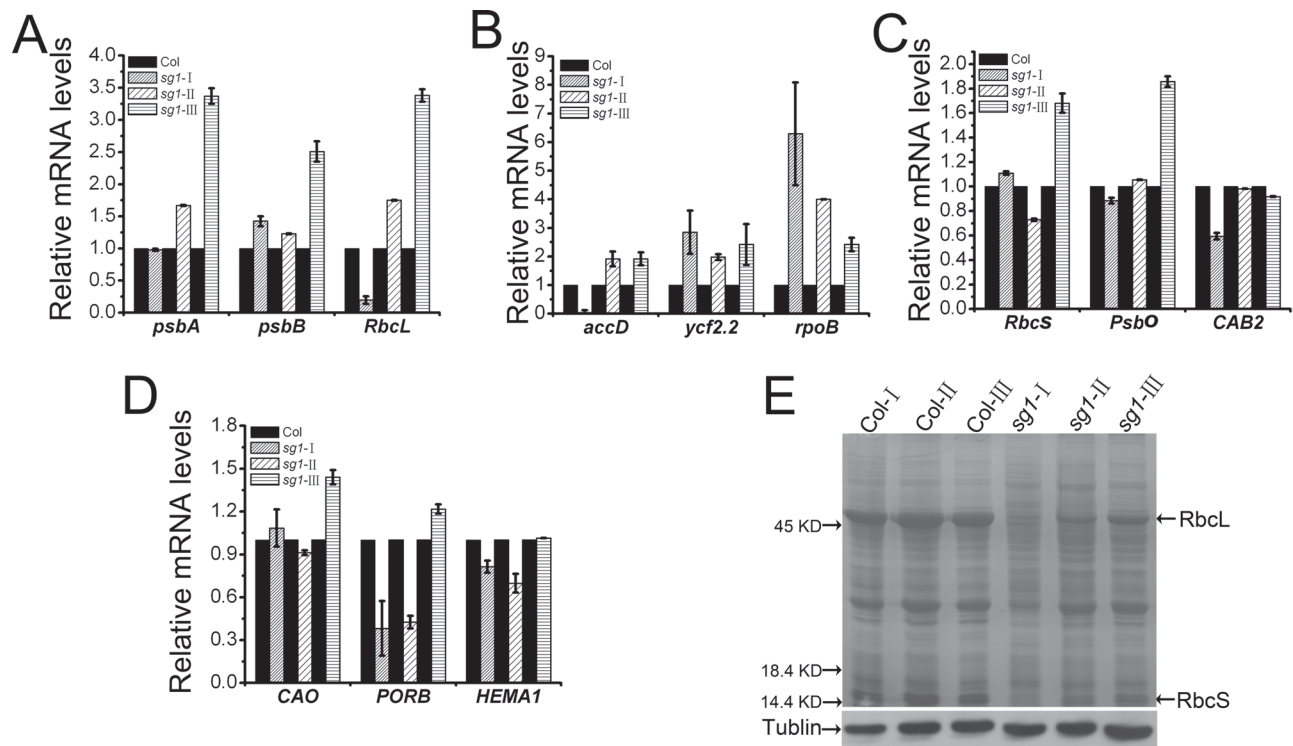 A
Relative mRNA levels
4.0
3.5
3.0
2.5
2.0
1.5
1.0
0.5
0.0
Col
sg1-Ⅰ
sg1-Ⅱ
sg1-Ⅲ
psbA psbB RbcL
B
Relative mRNA levels
9
8
7
6
5
4
3
2
1
0
Col
sg1-Ⅰ
sg1-Ⅱ
sg1-Ⅲ
accD ycf2.2 rpoB
C
Relative mRNA levels
2.0
1.8
1.6
1.4
1.2
1.0
0.8
0.6
0.4
0.2
0.0
Col
sg1-Ⅰ
sg1-Ⅱ
sg1-Ⅲ
RbcS PsbO CAB2
D
Relative mRNA levels
1.8
1.5
1.2
0.9
0.6
0.3
0.0
Col
sg1-Ⅰ
sg1-Ⅱ
sg1-Ⅲ
CAO PORB HEMA1
E
Col-Ⅰ Col-Ⅱ Col-Ⅲ sg1-Ⅰ sg1-Ⅱ sg1-Ⅲ
45 KD→ ←RbcL
18.4 KD→
14.4 KD→ ←RbcS
Tublin→